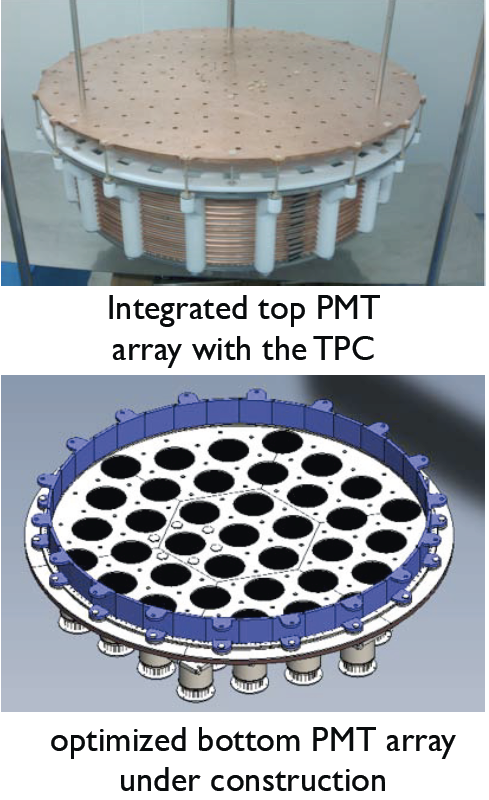 Integrated top PMT
array with the TPC
optimized bottom PMT array
under construction